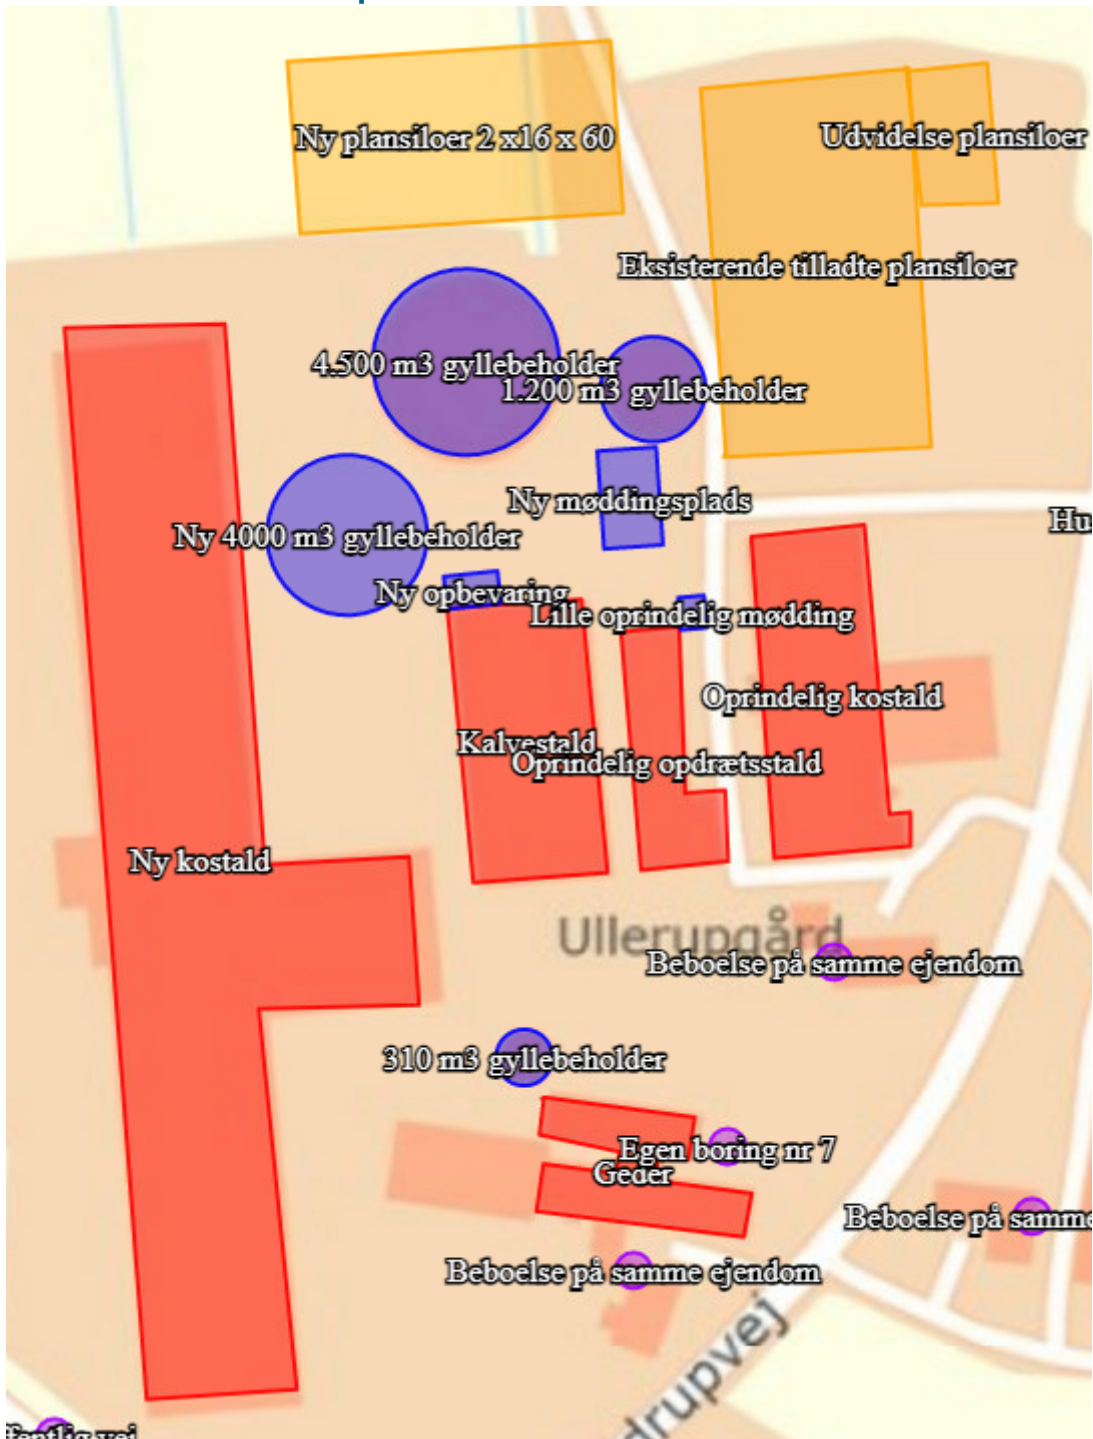 Ny plansiloer 2 x16 x 60
Udvidelse plansiloer
Eksisterende tilladte plansiloer
4.500 m3 gyllebeholder
1.200 m3 gyllebeholder
Ny møddingsplads
Ny 4000 m3 gyllebeholder
Ny opbevaring
Lille oprindelig mødding
Oprindelig kostald
Kalvestald
Oprindelig opdrætsstald
Ny kostald
Ullerupgård
Beboelse på samme ejendom
310 m3 gyllebeholder
Egen boring nr 7
Geder
Beboelse på samme
Beboelse på samme ejendom
drupvej